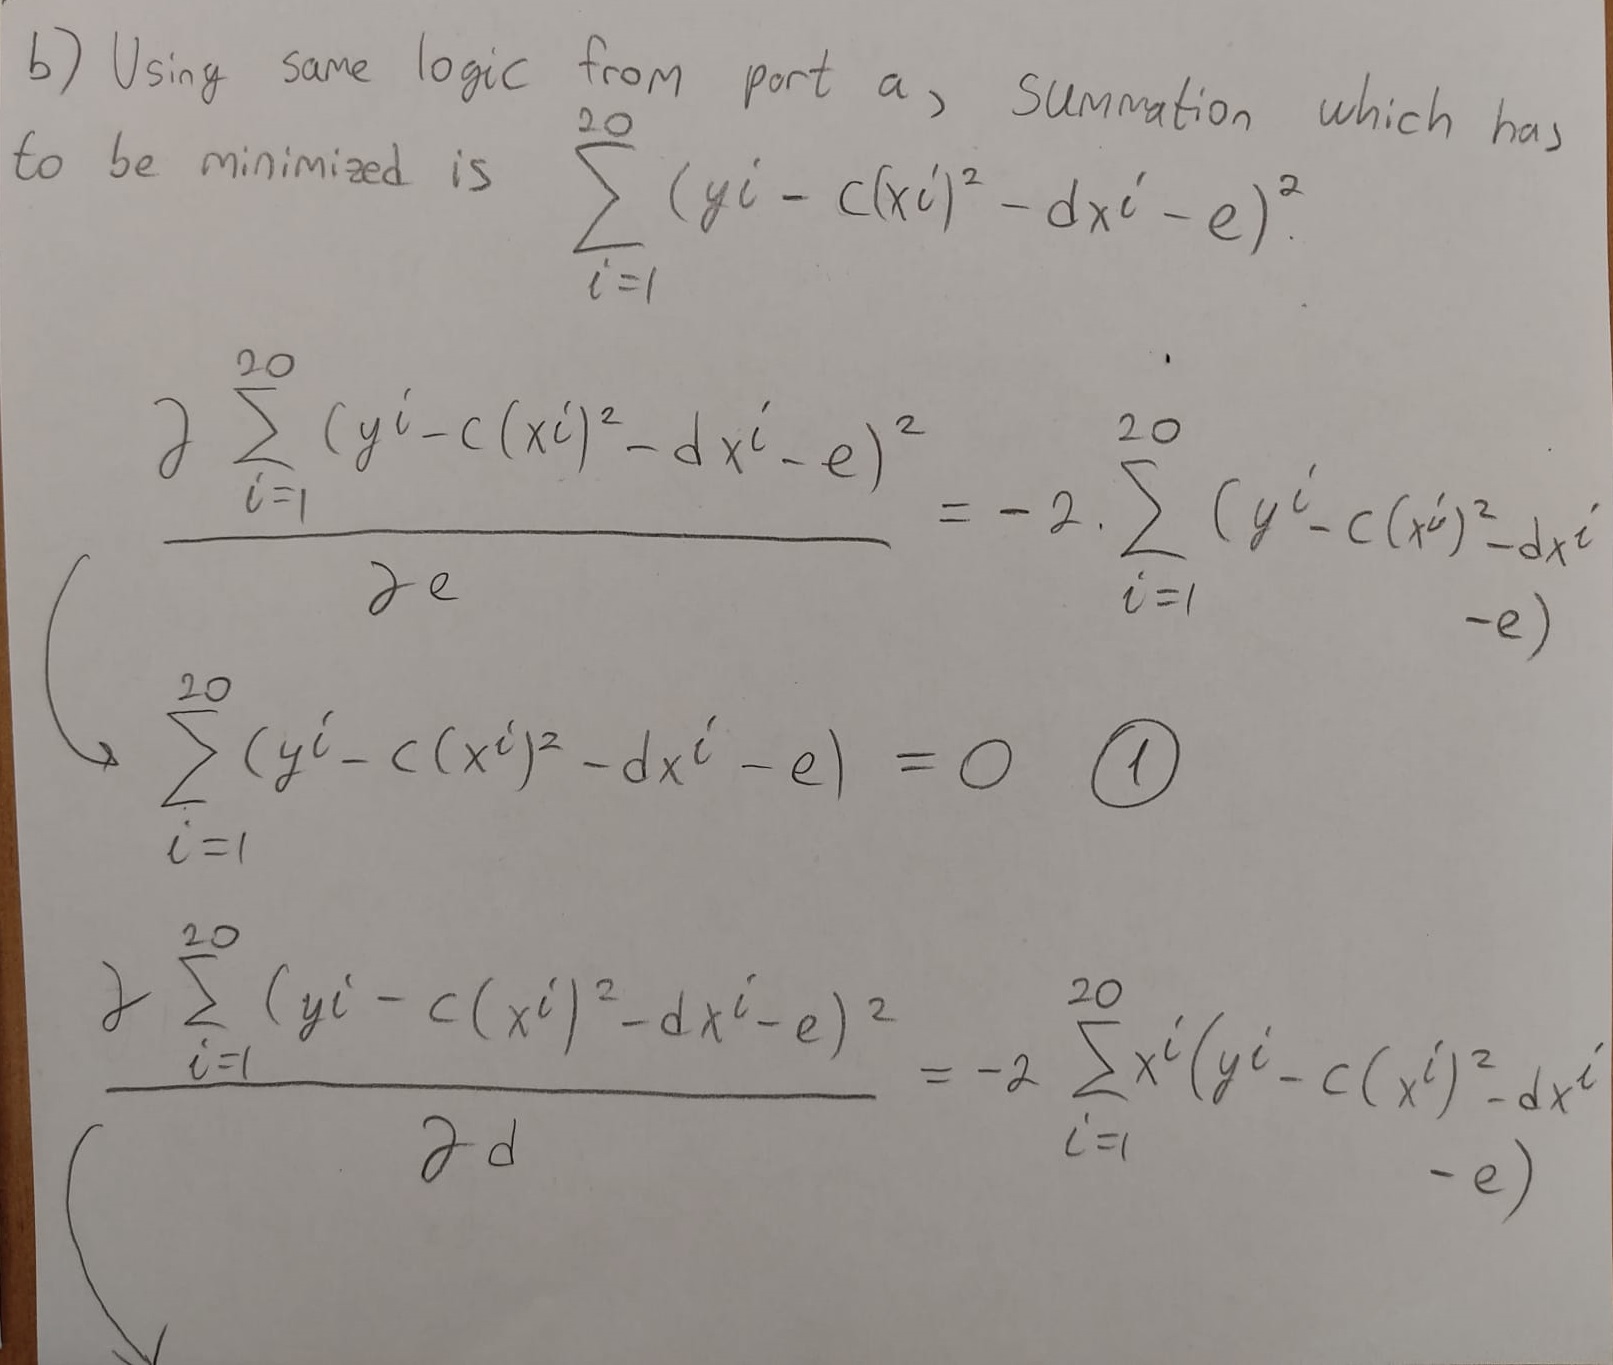 b) Using same logic from part a, summation which has
to be minimized is \sum_{i=1}^{20} (y^i - c(x^i)^2 - dx^i - e)^2.
\frac{\partial \sum_{i=1}^{20} (y^i - c(x^i)^2 - dx^i - e)^2}{\partial e} = -2 \cdot \sum_{i=1}^{20} (y^i - c(x^i)^2 - dx^i
-e)
\sum_{i=1}^{20} (y^i - c(x^i)^2 - dx^i - e) = 0 ①
\frac{\partial \sum_{i=1}^{20} (y^i - c(x^i)^2 - dx^i - e)^2}{\partial d} = -2 \sum_{i=1}^{20} x^i (y^i - c(x^i)^2 - dx^i
-e)